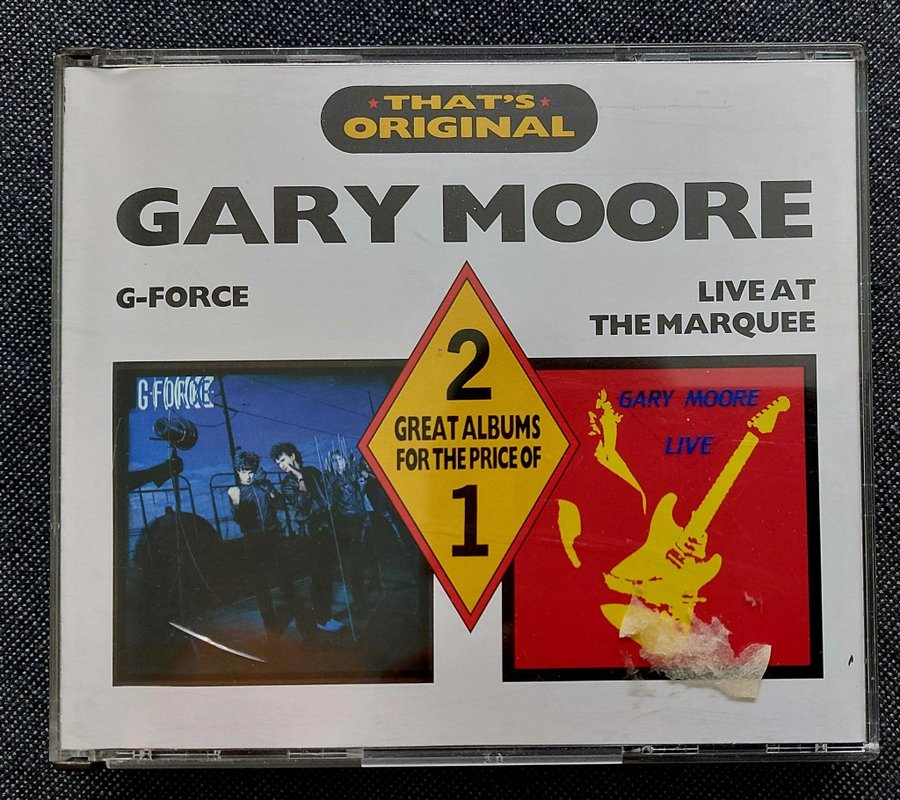 THAT'S
ORIGINAL
GARY MOORE
G-FORCE
LIVE AT
THE MARQUEE
2
GREAT ALBUMS
FOR THE PRICE OF
1
G-FORCE
GARY MOORE
LIVE